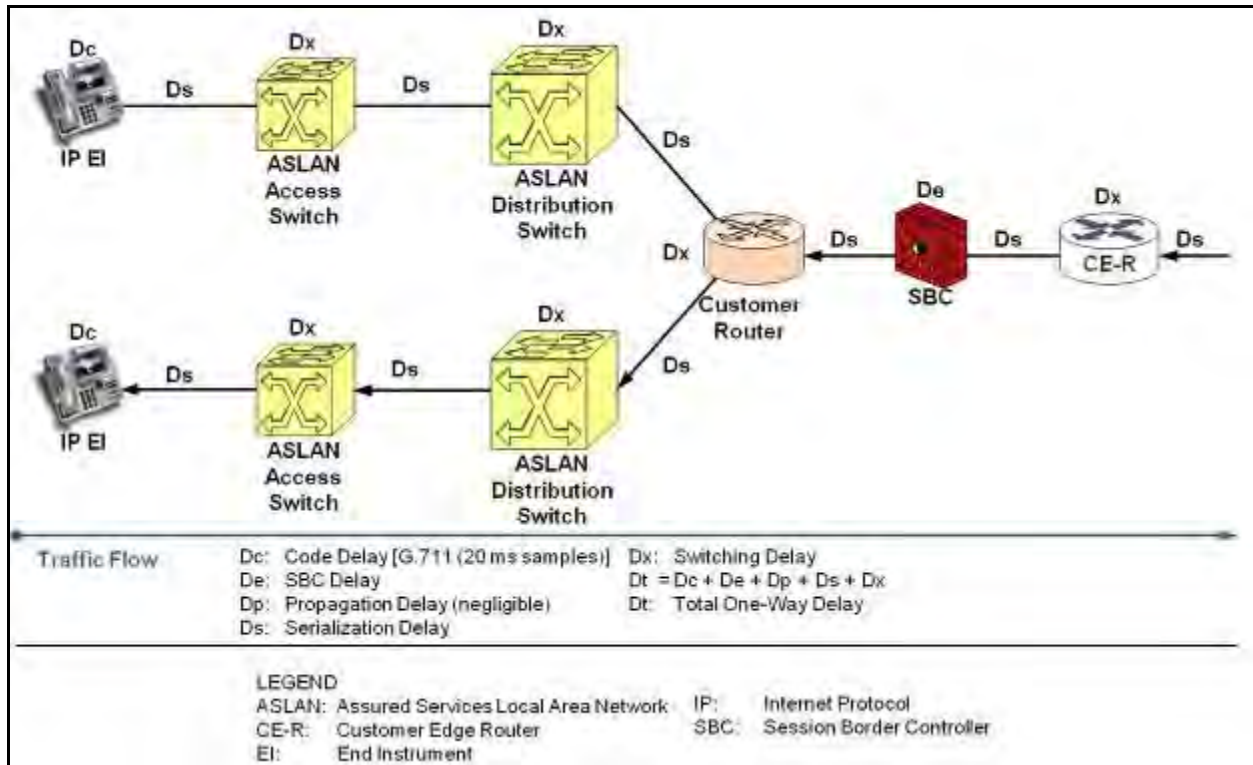 Dc
Dx
Dx
Ds
Ds
IP EI
ASLAN
Access
Switch
ASLAN
Distribution
Switch
Ds
De
Dx
Dx
Ds
Ds
Ds
CE-R
SBC
Customer
Router
Dc
Dx
Dx
Ds
Ds
Ds
IP EI
ASLAN
Access
Switch
ASLAN
Distribution
Switch
Traffic Flow
Dc: Code Delay [G.711 (20 ms samples)]
De: SBC Delay
Dp: Propagation Delay (negligible)
Ds: Serialization Delay
Dx: Switching Delay
Dt = Dc + De + Dp + Ds + Dx
Dt: Total One-Way Delay
LEGEND
ASLAN: Assured Services Local Area Network
CE-R: Customer Edge Router
EI: End Instrument
IP: Internet Protocol
SBC: Session Border Controller